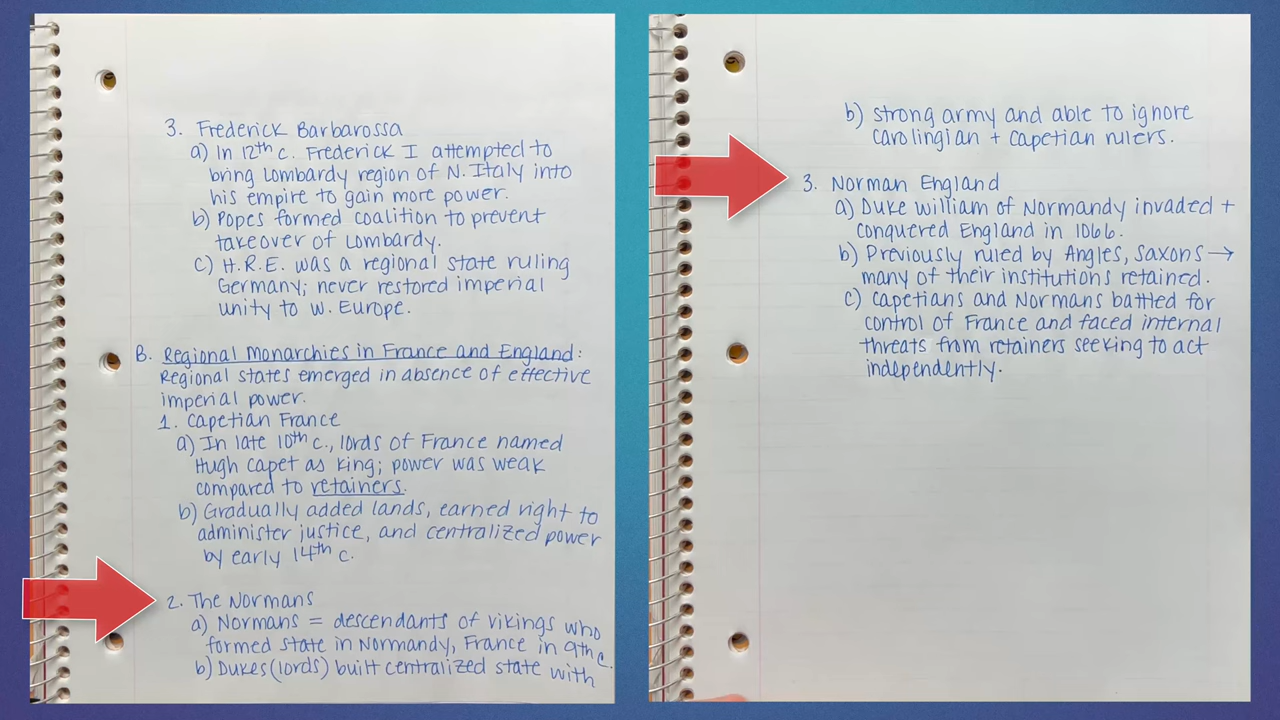 3. Frederick Barbarossa
a) In 12th c. Frederick I attempted to
bring Lombardy region of N. Italy into
his empire to gain more power.
b) Popes formed coalition to prevent
takeover of Lombardy.
c) H.R.E. was a regional state ruling
Germany; never restored imperial
unity to W. Europe.
B. Regional Monarchies in France and England:
Regional states emerged in absence of effective
imperial power.
1. Capetian France
a) In late 10th c., lords of France named
Hugh Capet as king; power was weak
compared to retainers.
b) Gradually added lands, earned right to
administer justice, and centralized power
by early 14th c.
2. The Normans
a) Normans = descendants of vikings who
formed state in Normandy, France in 9th c.
b) Dukes (lords) built centralized state with
b) strong army and able to ignore
Carolingian + Capetian rulers.
3. Norman England
a) Duke William of Normandy invaded +
conquered England in 1066.
b) Previously ruled by Angles, Saxons →
many of their institutions retained.
c) Capetians and Normans battled for
control of France and faced internal
threats from retainers seeking to act
independently.